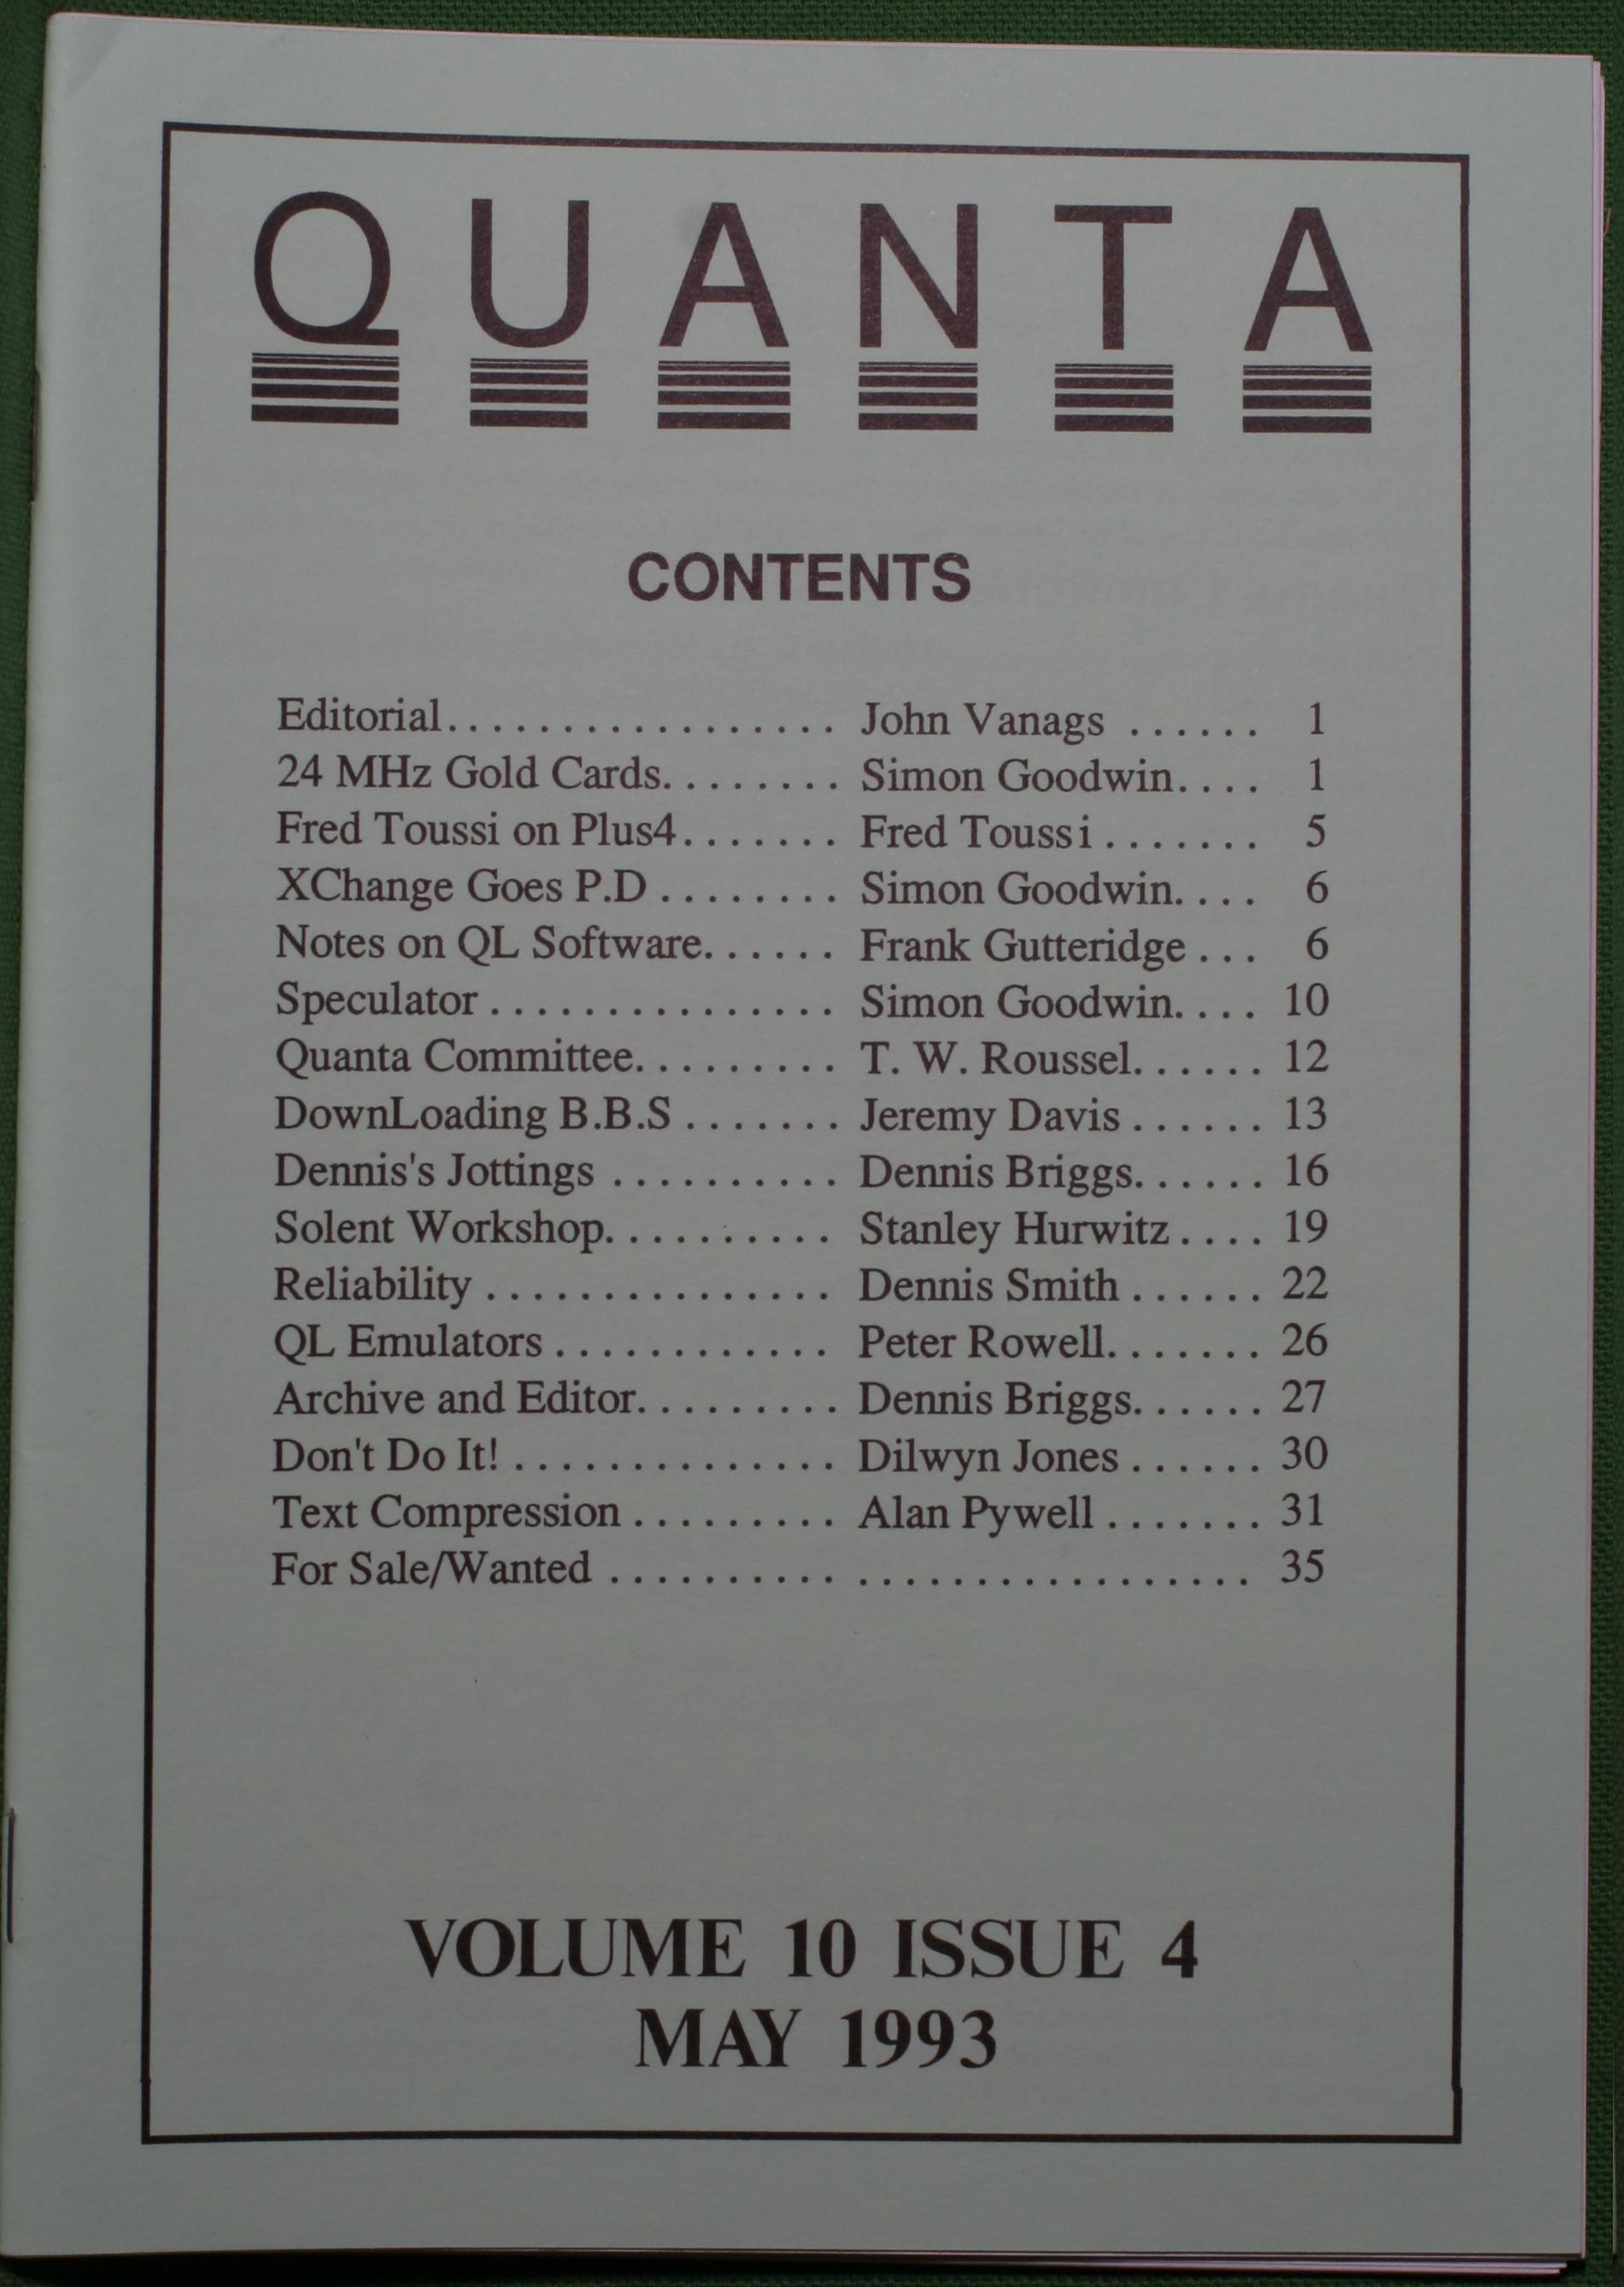 QUANTA
CONTENTS
Editorial................. John Vanags ...... 1
24 MHz Gold Cards........ Simon Goodwin.... 1
Fred Toussi on Plus4....... Fred Toussi....... 5
XChange Goes P.D ........ Simon Goodwin.... 6
Notes on QL Software...... Frank Gutteridge ... 6
Speculator ............... Simon Goodwin.... 10
Quanta Committee......... T. W. Roussel...... 12
DownLoading B.B.S ....... Jeremy Davis ...... 13
Dennis's Jottings .......... Dennis Briggs...... 16
Solent Workshop.......... Stanley Hurwitz .... 19
Reliability ............... Dennis Smith ...... 22
QL Emulators ............ Peter Rowell....... 26
Archive and Editor......... Dennis Briggs...... 27
Don't Do It! .............. Dilwyn Jones ...... 30
Text Compression ......... Alan Pywell ....... 31
For Sale/Wanted .......... ................. 35
VOLUME 10 ISSUE 4
MAY 1993